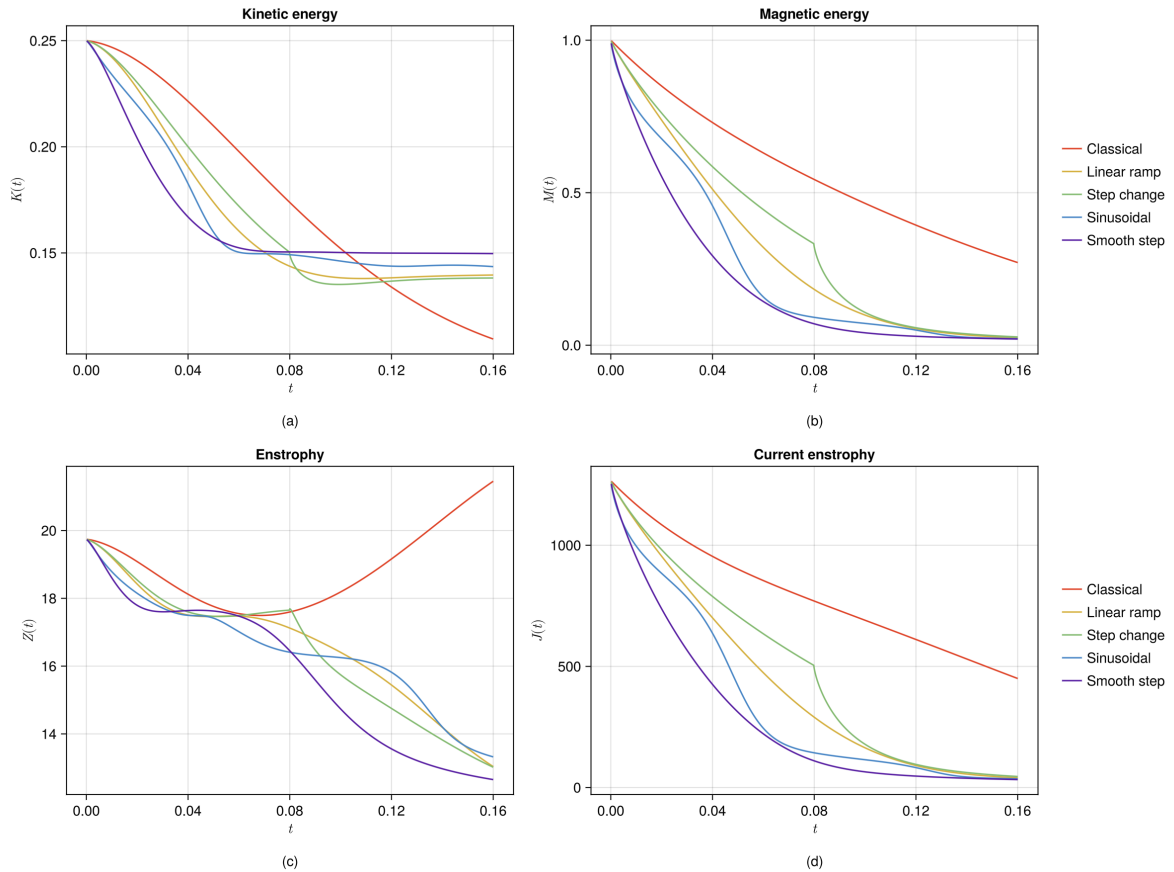 Kinetic energy
0.25
0.20
0.15
K(t)
0.00 0.04 0.08 0.12 0.16
t
(a)
Magnetic energy
1.0
0.5
0.0
M(t)
0.00 0.04 0.08 0.12 0.16
t
(b)
Classical
Linear ramp
Step change
Sinusoidal
Smooth step
Enstrophy
20
18
16
14
Z(t)
0.00 0.04 0.08 0.12 0.16
t
(c)
Current enstrophy
1000
500
0
J(t)
0.00 0.04 0.08 0.12 0.16
t
(d)
Classical
Linear ramp
Step change
Sinusoidal
Smooth step